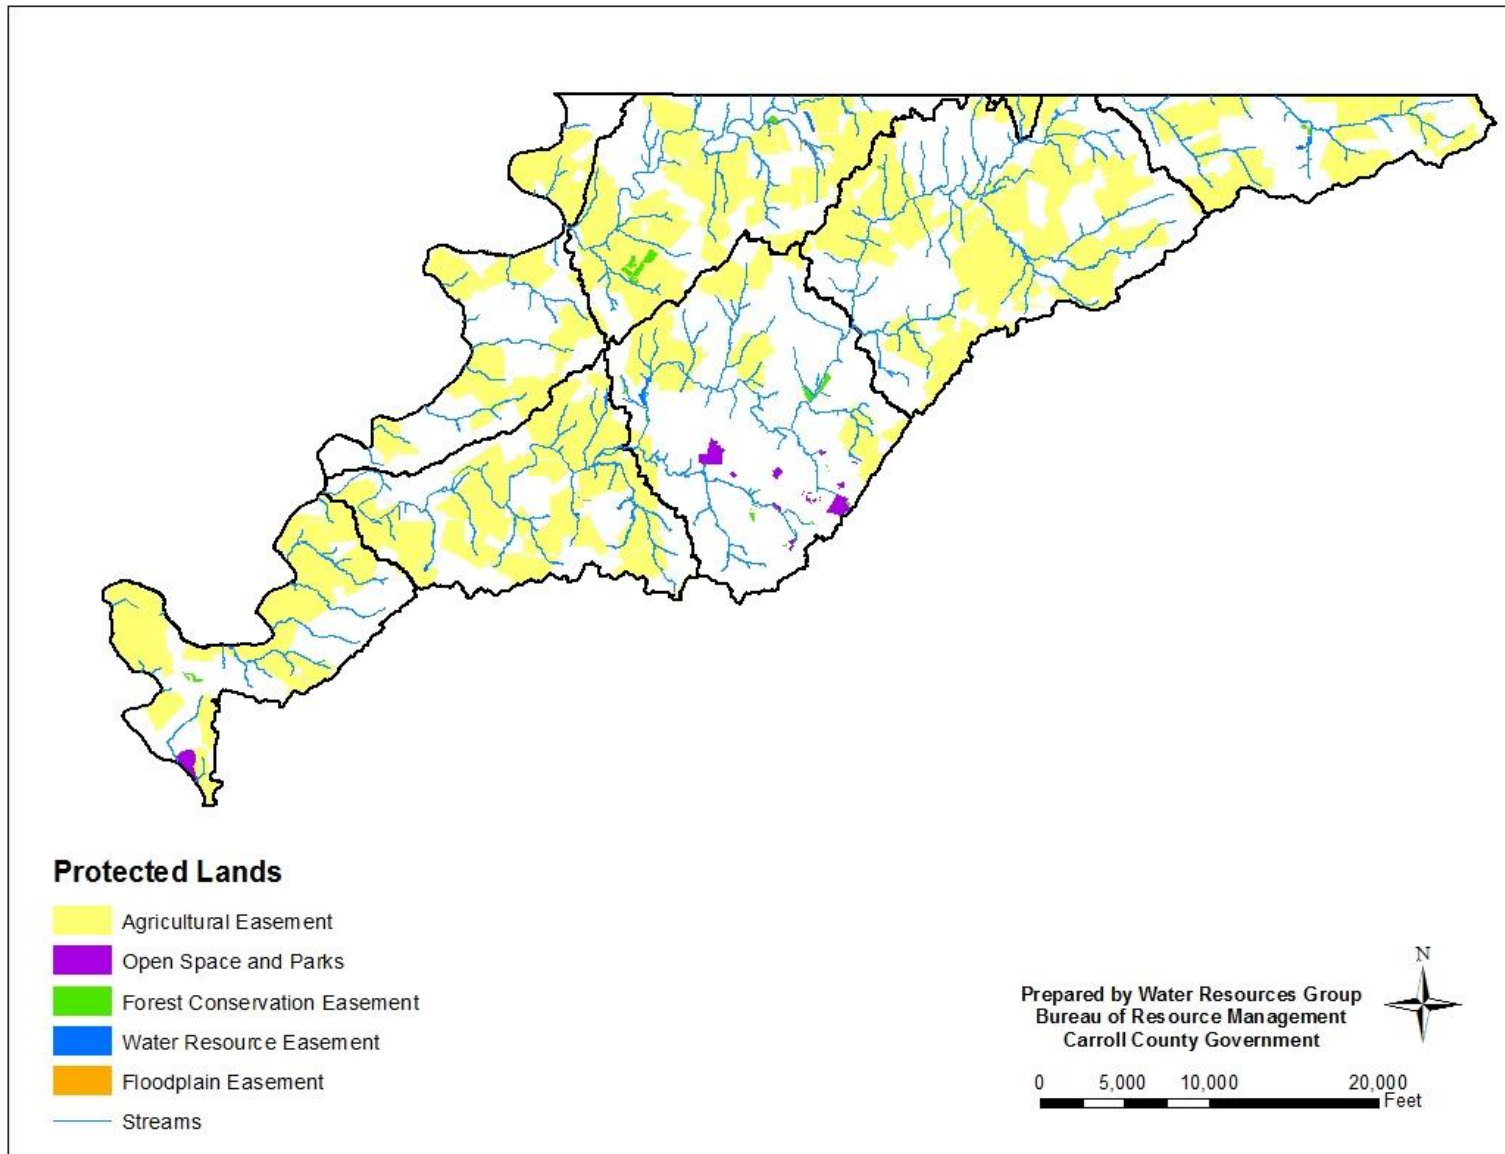 Protected Lands
Agricultural Easement
Open Space and Parks
Forest Conservation Easement
Water Resource Easement
Floodplain Easement
Streams
N
Prepared by Water Resources Group
Bureau of Resource Management
Carroll County Government
0 5,000 10,000 20,000
Feet